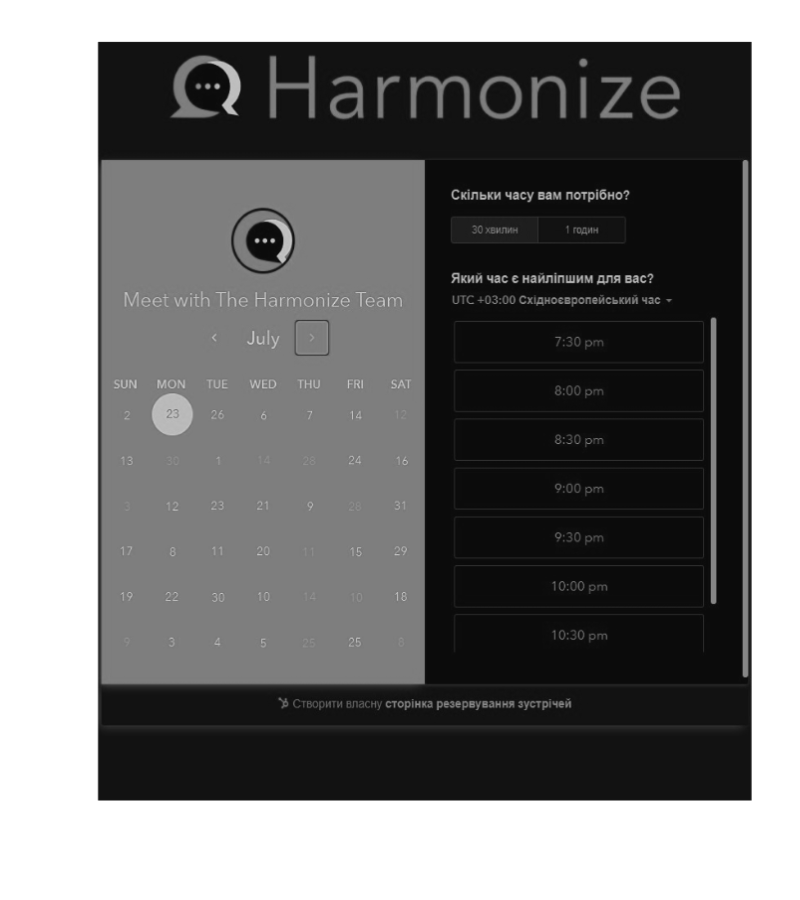 Harmonize
Meet with The Harmonize Team
July
SUN MON TUE WED THU FRI SAT
2 23 26 6 7 14 12
13 30 1 14 28 24 16
3 12 23 21 9 26 31
17 8 11 20 11 15 29
19 22 30 10 14 10 18
9 3 4 5 25 25 8
Скільки часу вам потрібно?
30 хвилин 1 годин
Який час є найліпшим для вас?
UTC +03:00 Східноєвропейський час
7:30 pm
8:00 pm
8:30 pm
9:00 pm
9:30 pm
10:00 pm
10:30 pm
Створити власну сторінка резервування зустрічей